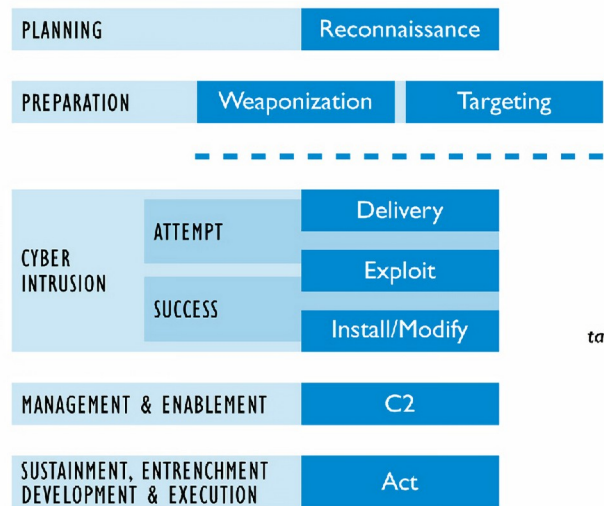 PLANNING
Reconnaissance
PREPARATION
Weaponization
Targeting
ATTEMPT
Delivery
CYBER
INTRUSION
Exploit
SUCCESS
Install/Modify
ta
MANAGEMENT & ENABLEMENT
C2
SUSTAINMENT, ENTRENCHMENT
DEVELOPMENT & EXECUTION
Act